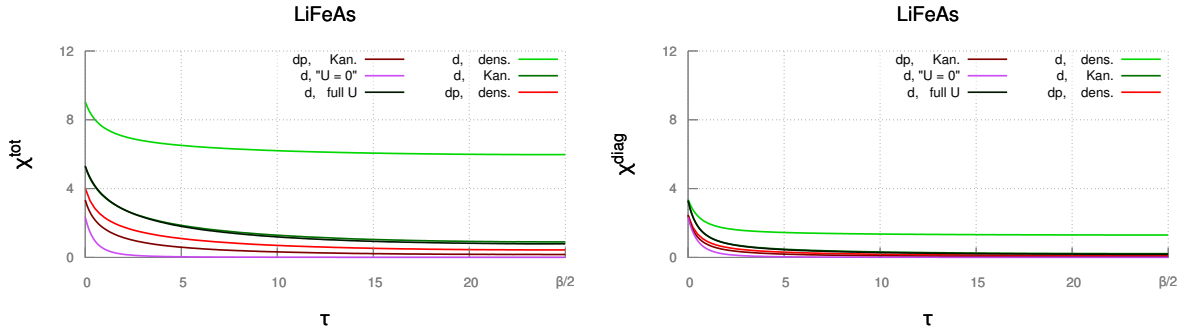 LiFeAs
12
8
4
0
χ^tot
dp, Kan.
d, "U = 0"
d, full U
d, dens.
d, Kan.
dp, dens.
0 5 10 15 20 β/2
τ
LiFeAs
12
8
4
0
χ^diag
dp, Kan.
d, "U = 0"
d, full U
d, dens.
d, Kan.
dp, dens.
0 5 10 15 20 β/2
τ